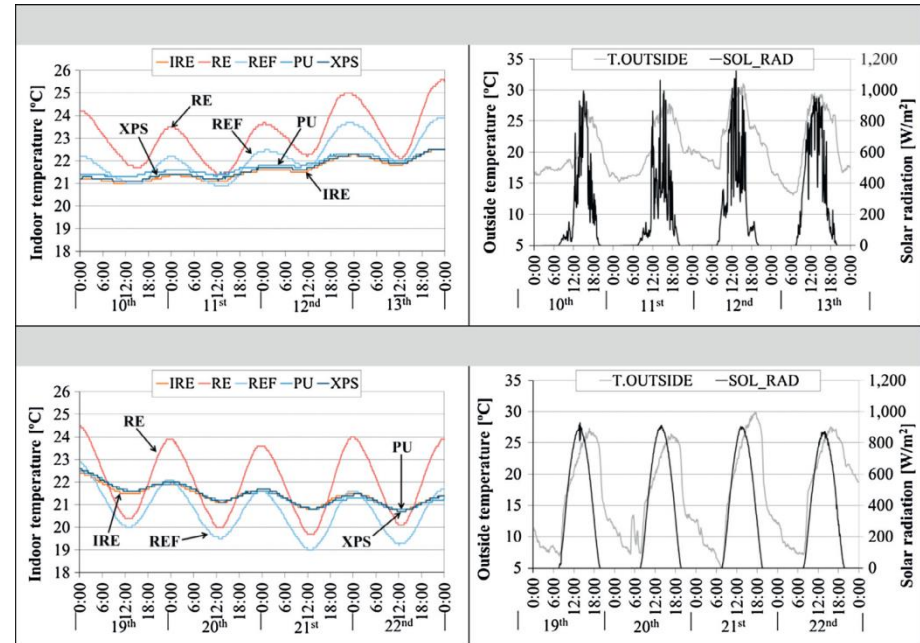 IRE RE REF PU XPS
Indoor temperature [ºC]
26
25
24
23
22
21
20
19
18
RE
XPS
REF
PU
IRE
0:00 6:00 12:00 18:00 0:00 6:00 12:00 18:00 0:00 6:00 12:00 18:00 0:00 6:00 12:00 18:00 0:00
10th 11st 12nd 13th
T.OUTSIDE SOL_RAD
Outside temperature [ºC]
35
30
25
20
15
10
5
1,200
1,000
800
600
400
200
0
Solar radiation [W/m²]
0:00 6:00 12:00 18:00 0:00 6:00 12:00 18:00 0:00 6:00 12:00 18:00 0:00 6:00 12:00 18:00 0:00
10th 11st 12nd 13th
IRE RE REF PU XPS
Indoor temperature [ºC]
26
25
24
23
22
21
20
19
18
RE
PU
IRE
REF
XPS
0:00 6:00 12:00 18:00 0:00 6:00 12:00 18:00 0:00 6:00 12:00 18:00 0:00 6:00 12:00 18:00 0:00
19th 20th 21st 22nd
T.OUTSIDE SOL_RAD
Outside temperature [ºC]
35
30
25
20
15
10
5
1,200
1,000
800
600
400
200
0
Solar radiation [W/m²]
0:00 6:00 12:00 18:00 0:00 6:00 12:00 18:00 0:00 6:00 12:00 18:00 0:00 6:00 12:00 18:00 0:00
19th 20th 21st 22nd